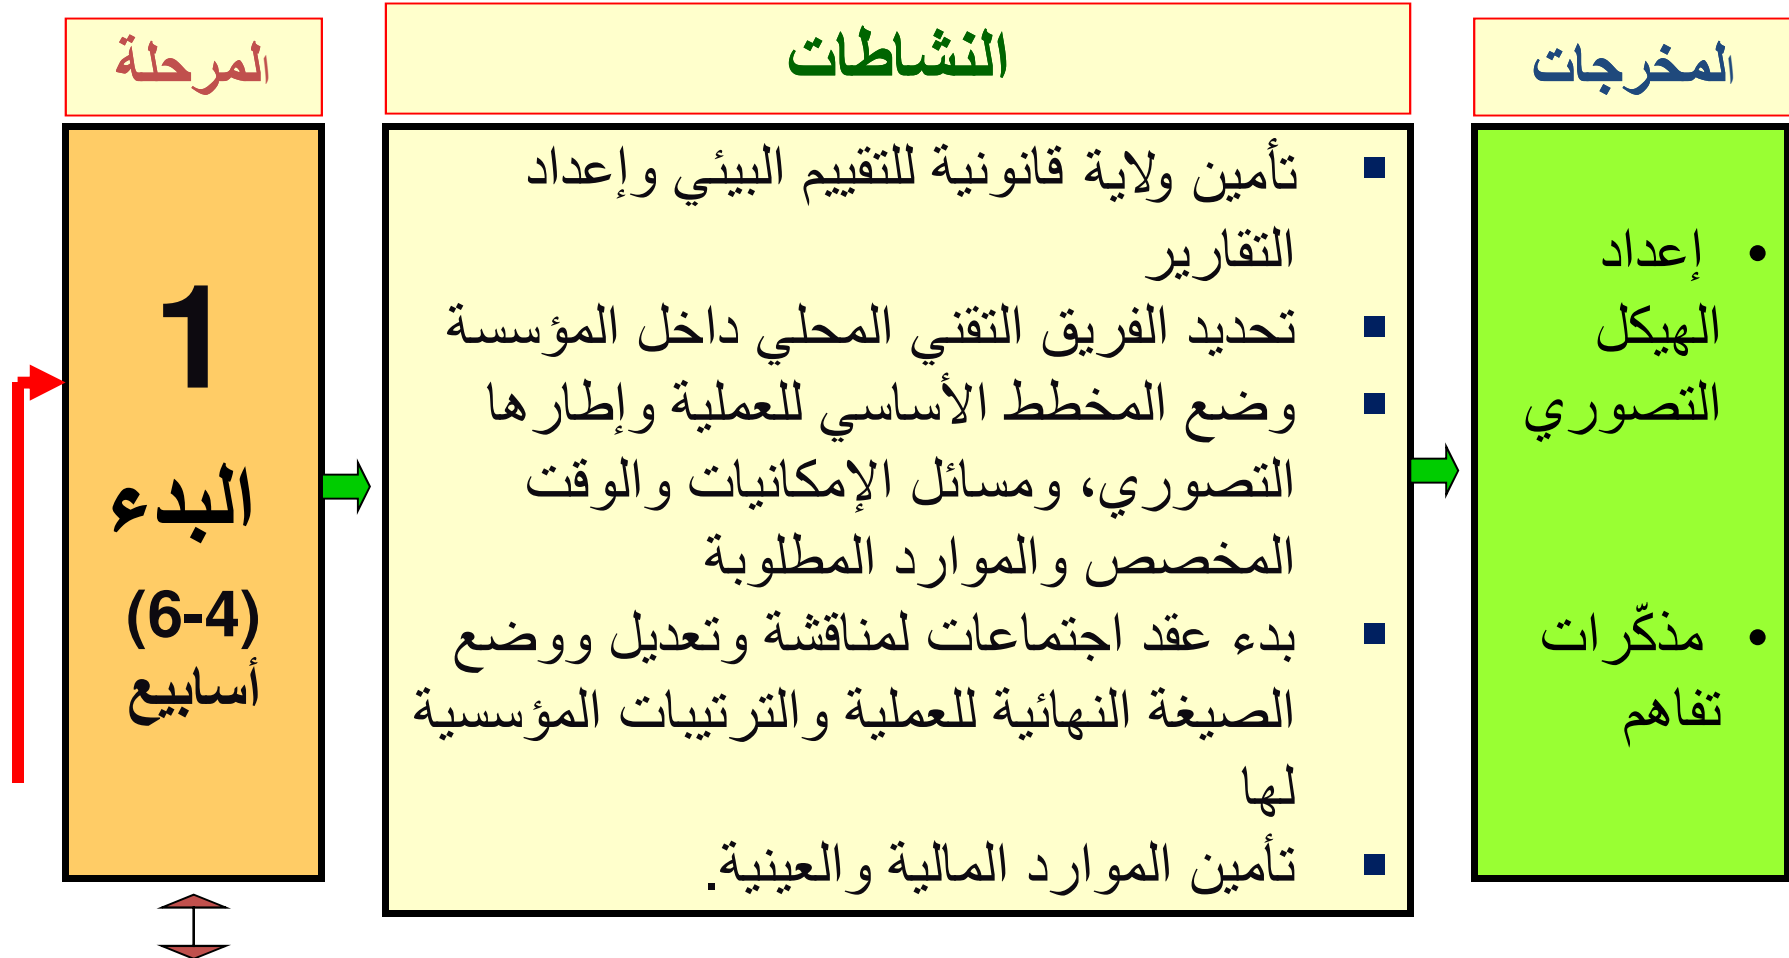 المرحلة
النشاطات
المخرجات
1
البدء
(6-4)
أسابيع
▪ تأمين ولاية قانونية للتقييم البيئي وإعداد
التقارير
▪ تحديد الفريق التقني المحلي داخل المؤسسة
▪ وضع المخطط الأساسي للعملية وإطارها
التصوري، ومسائل الإمكانيات والوقت
المخصص والموارد المطلوبة
▪ بدء عقد اجتماعات لمناقشة وتعديل ووضع
الصيغة النهائية للعملية والترتيبات المؤسسية
لها
▪ تأمين الموارد المالية والعينية.
• إعداد
الهيكل
التصوري
• مذكّرات
تفاهم